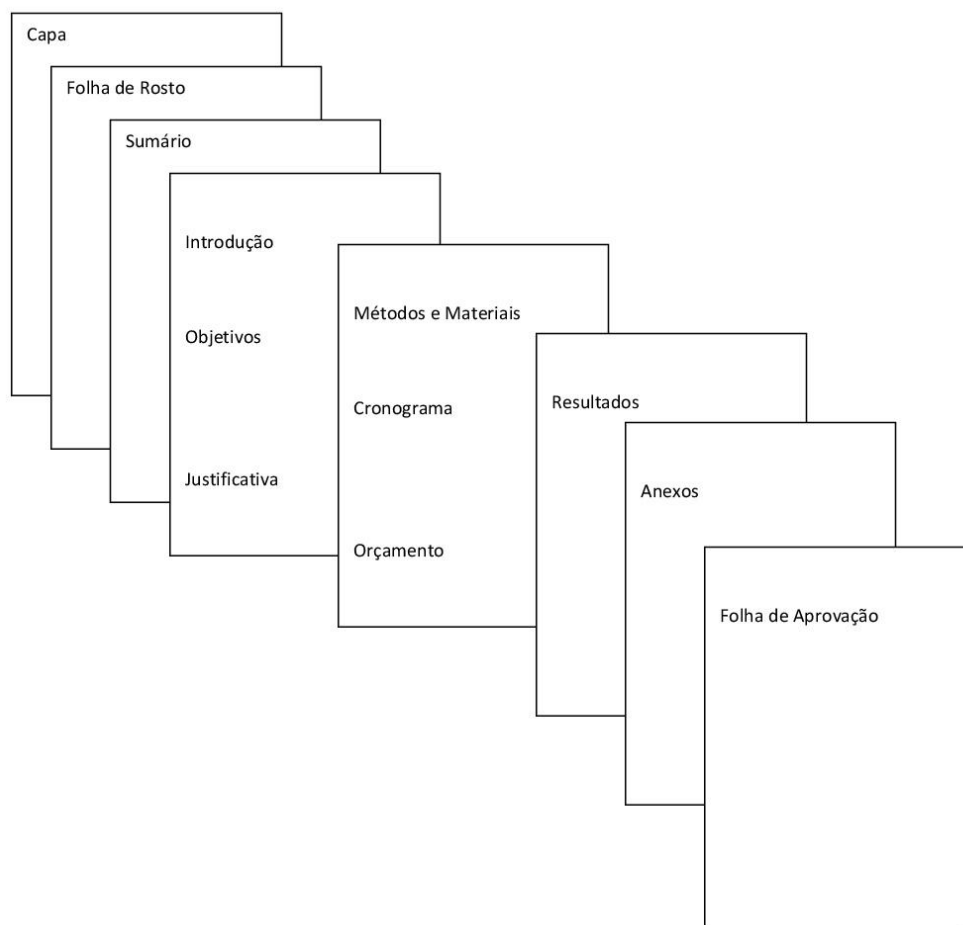 Capa
Folha de Rosto
Sumário
Introdução
Objetivos
Justificativa
Métodos e Materiais
Cronograma
Orçamento
Resultados
Anexos
Folha de Aprovação